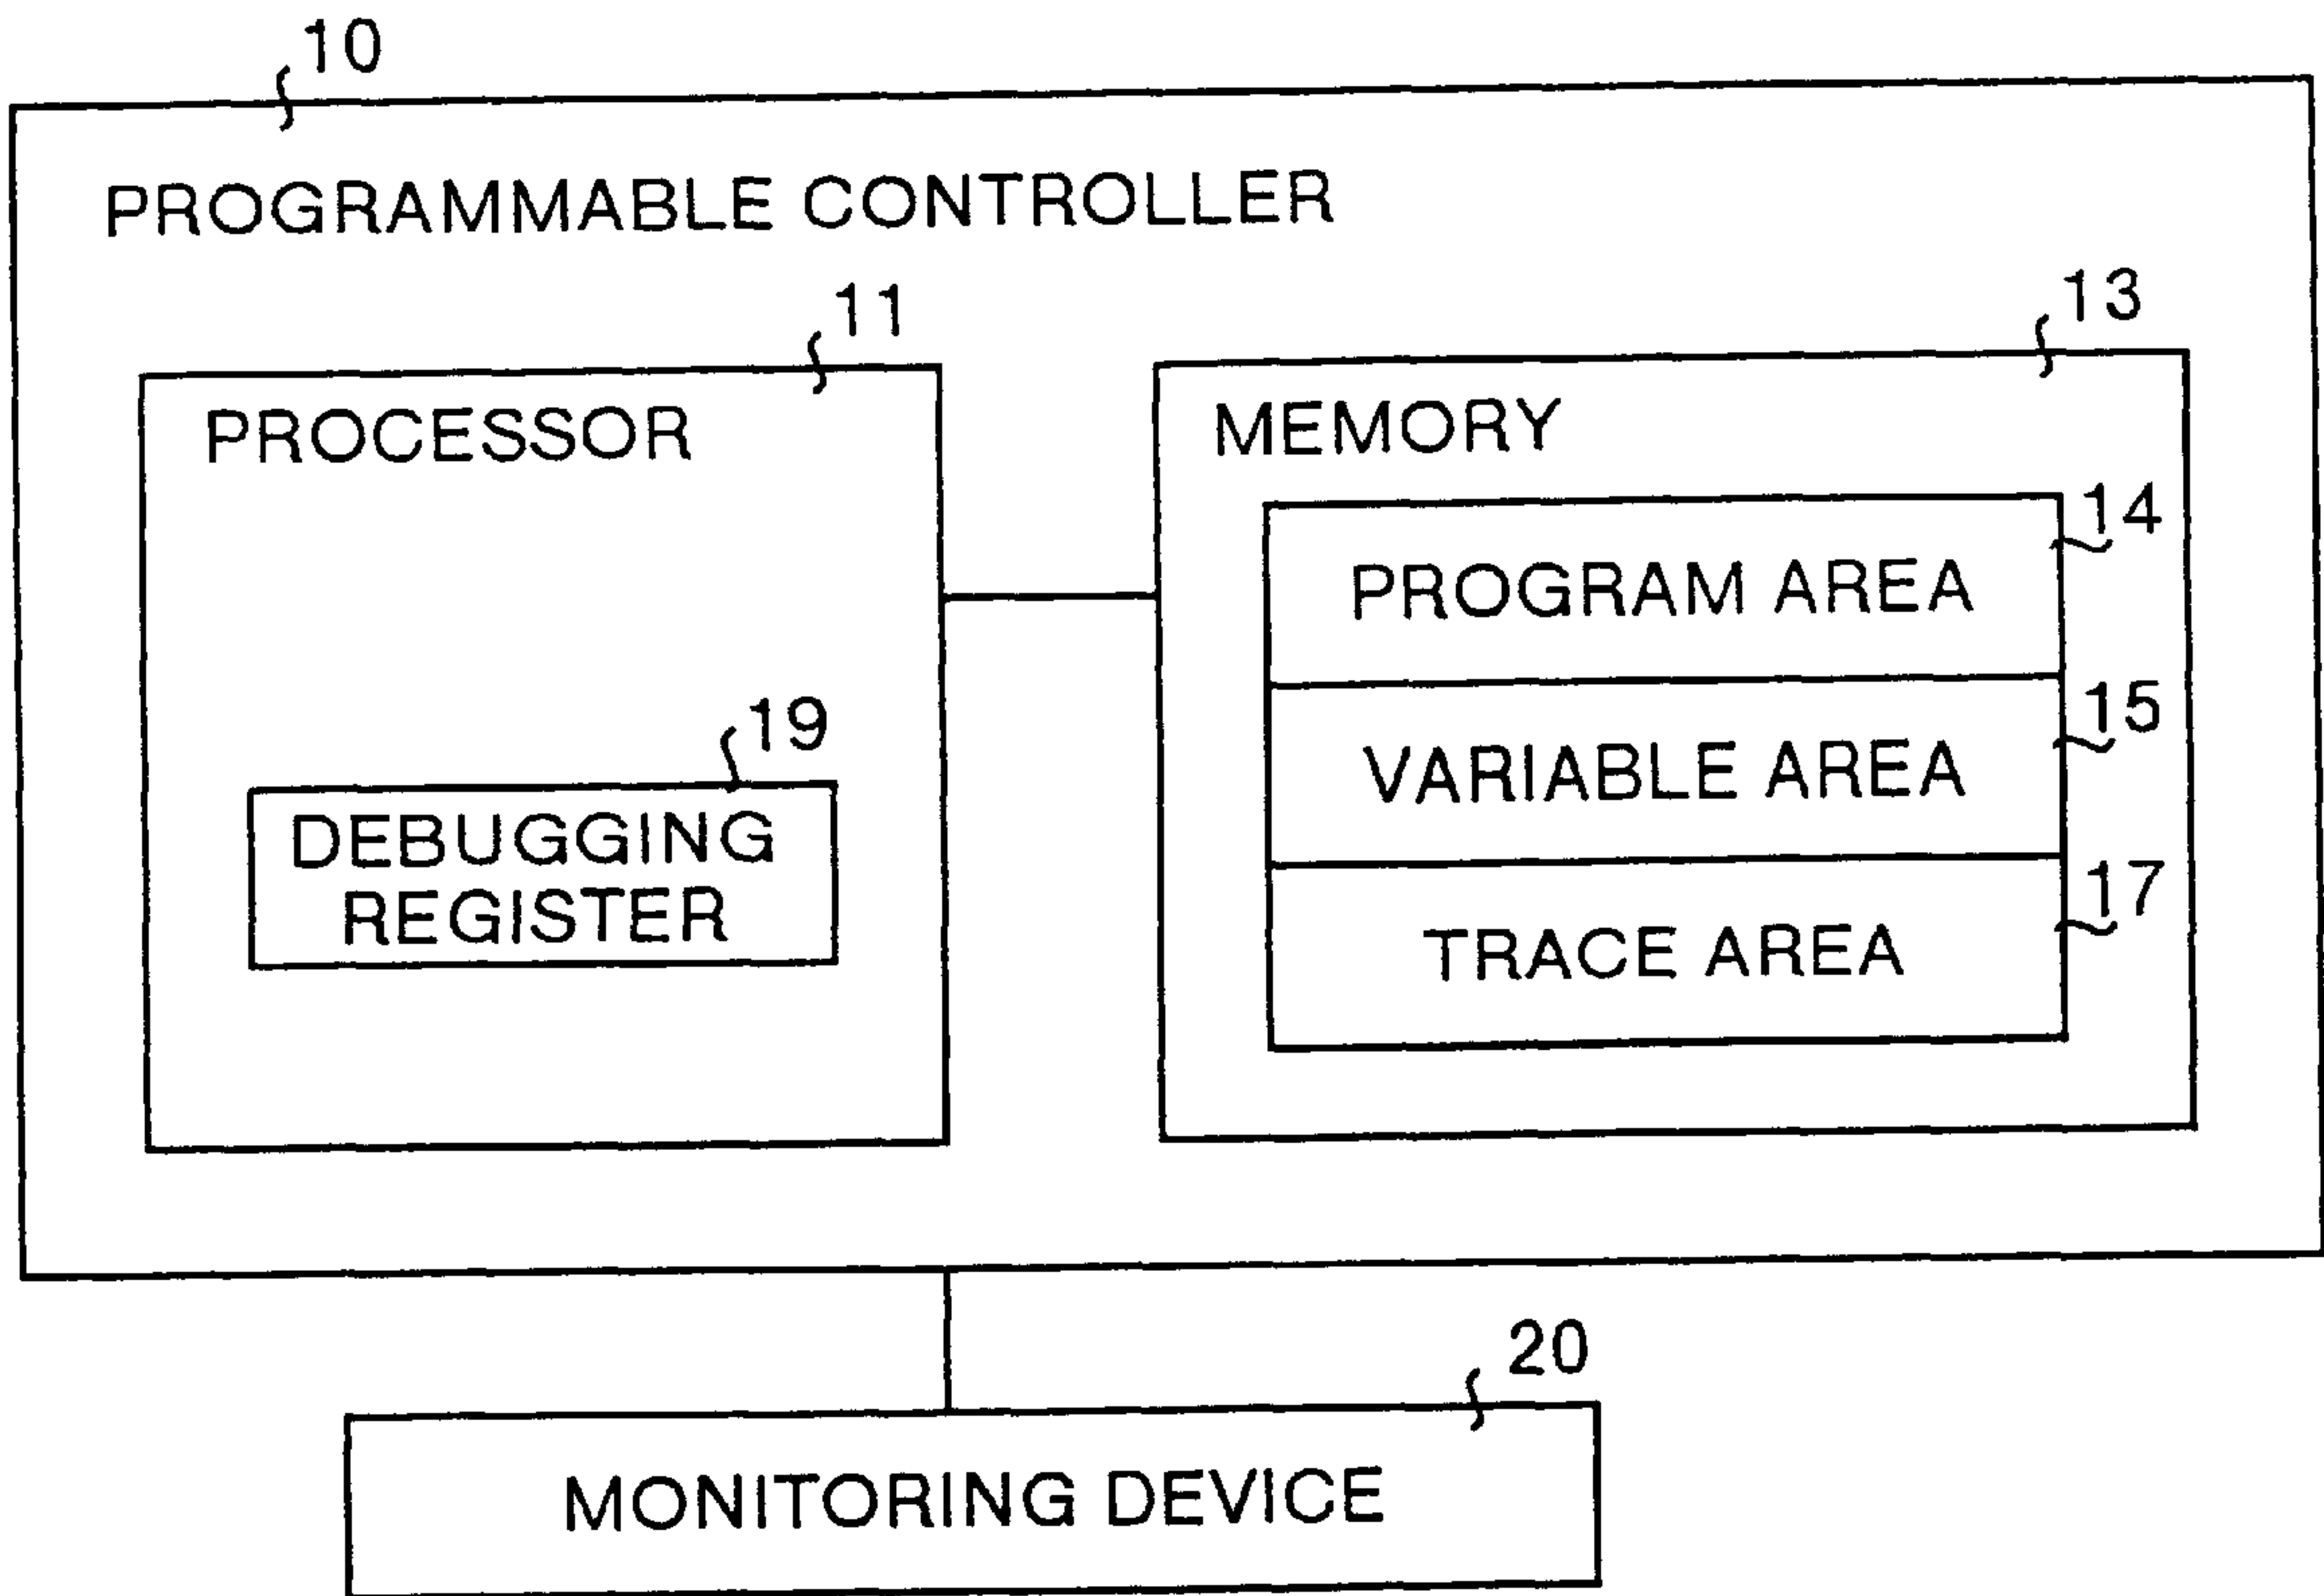 10
PROGRAMMABLE CONTROLLER
11
13
PROCESSOR
MEMORY
14
PROGRAM AREA
15
VARIABLE AREA
19
DEBUGGING
REGISTER
17
TRACE AREA
20
MONITORING DEVICE